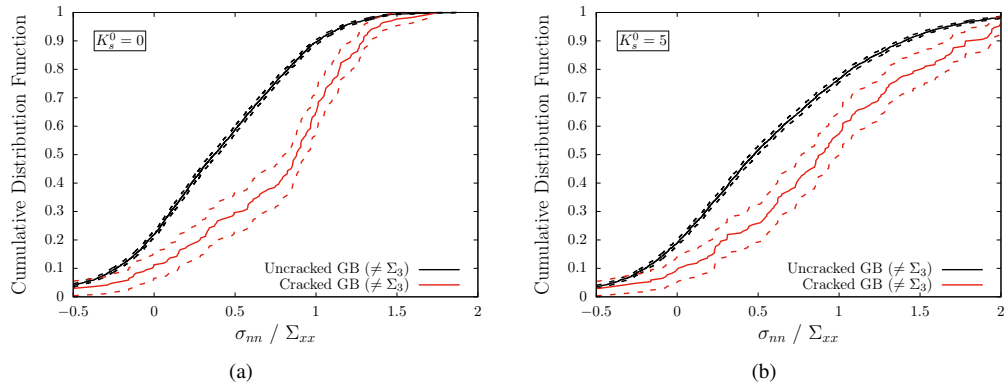 Cumulative Distribution Function
1
0.9
0.8
0.7
0.6
0.5
0.4
0.3
0.2
0.1
0
K_s^0 = 0
Uncracked GB (≠ Σ_3)
Cracked GB (≠ Σ_3)
−0.5 0 0.5 1 1.5 2
σ_nn / Σ_xx
(a)
Cumulative Distribution Function
1
0.9
0.8
0.7
0.6
0.5
0.4
0.3
0.2
0.1
0
K_s^0 = 5
Uncracked GB (≠ Σ_3)
Cracked GB (≠ Σ_3)
−0.5 0 0.5 1 1.5 2
σ_nn / Σ_xx
(b)